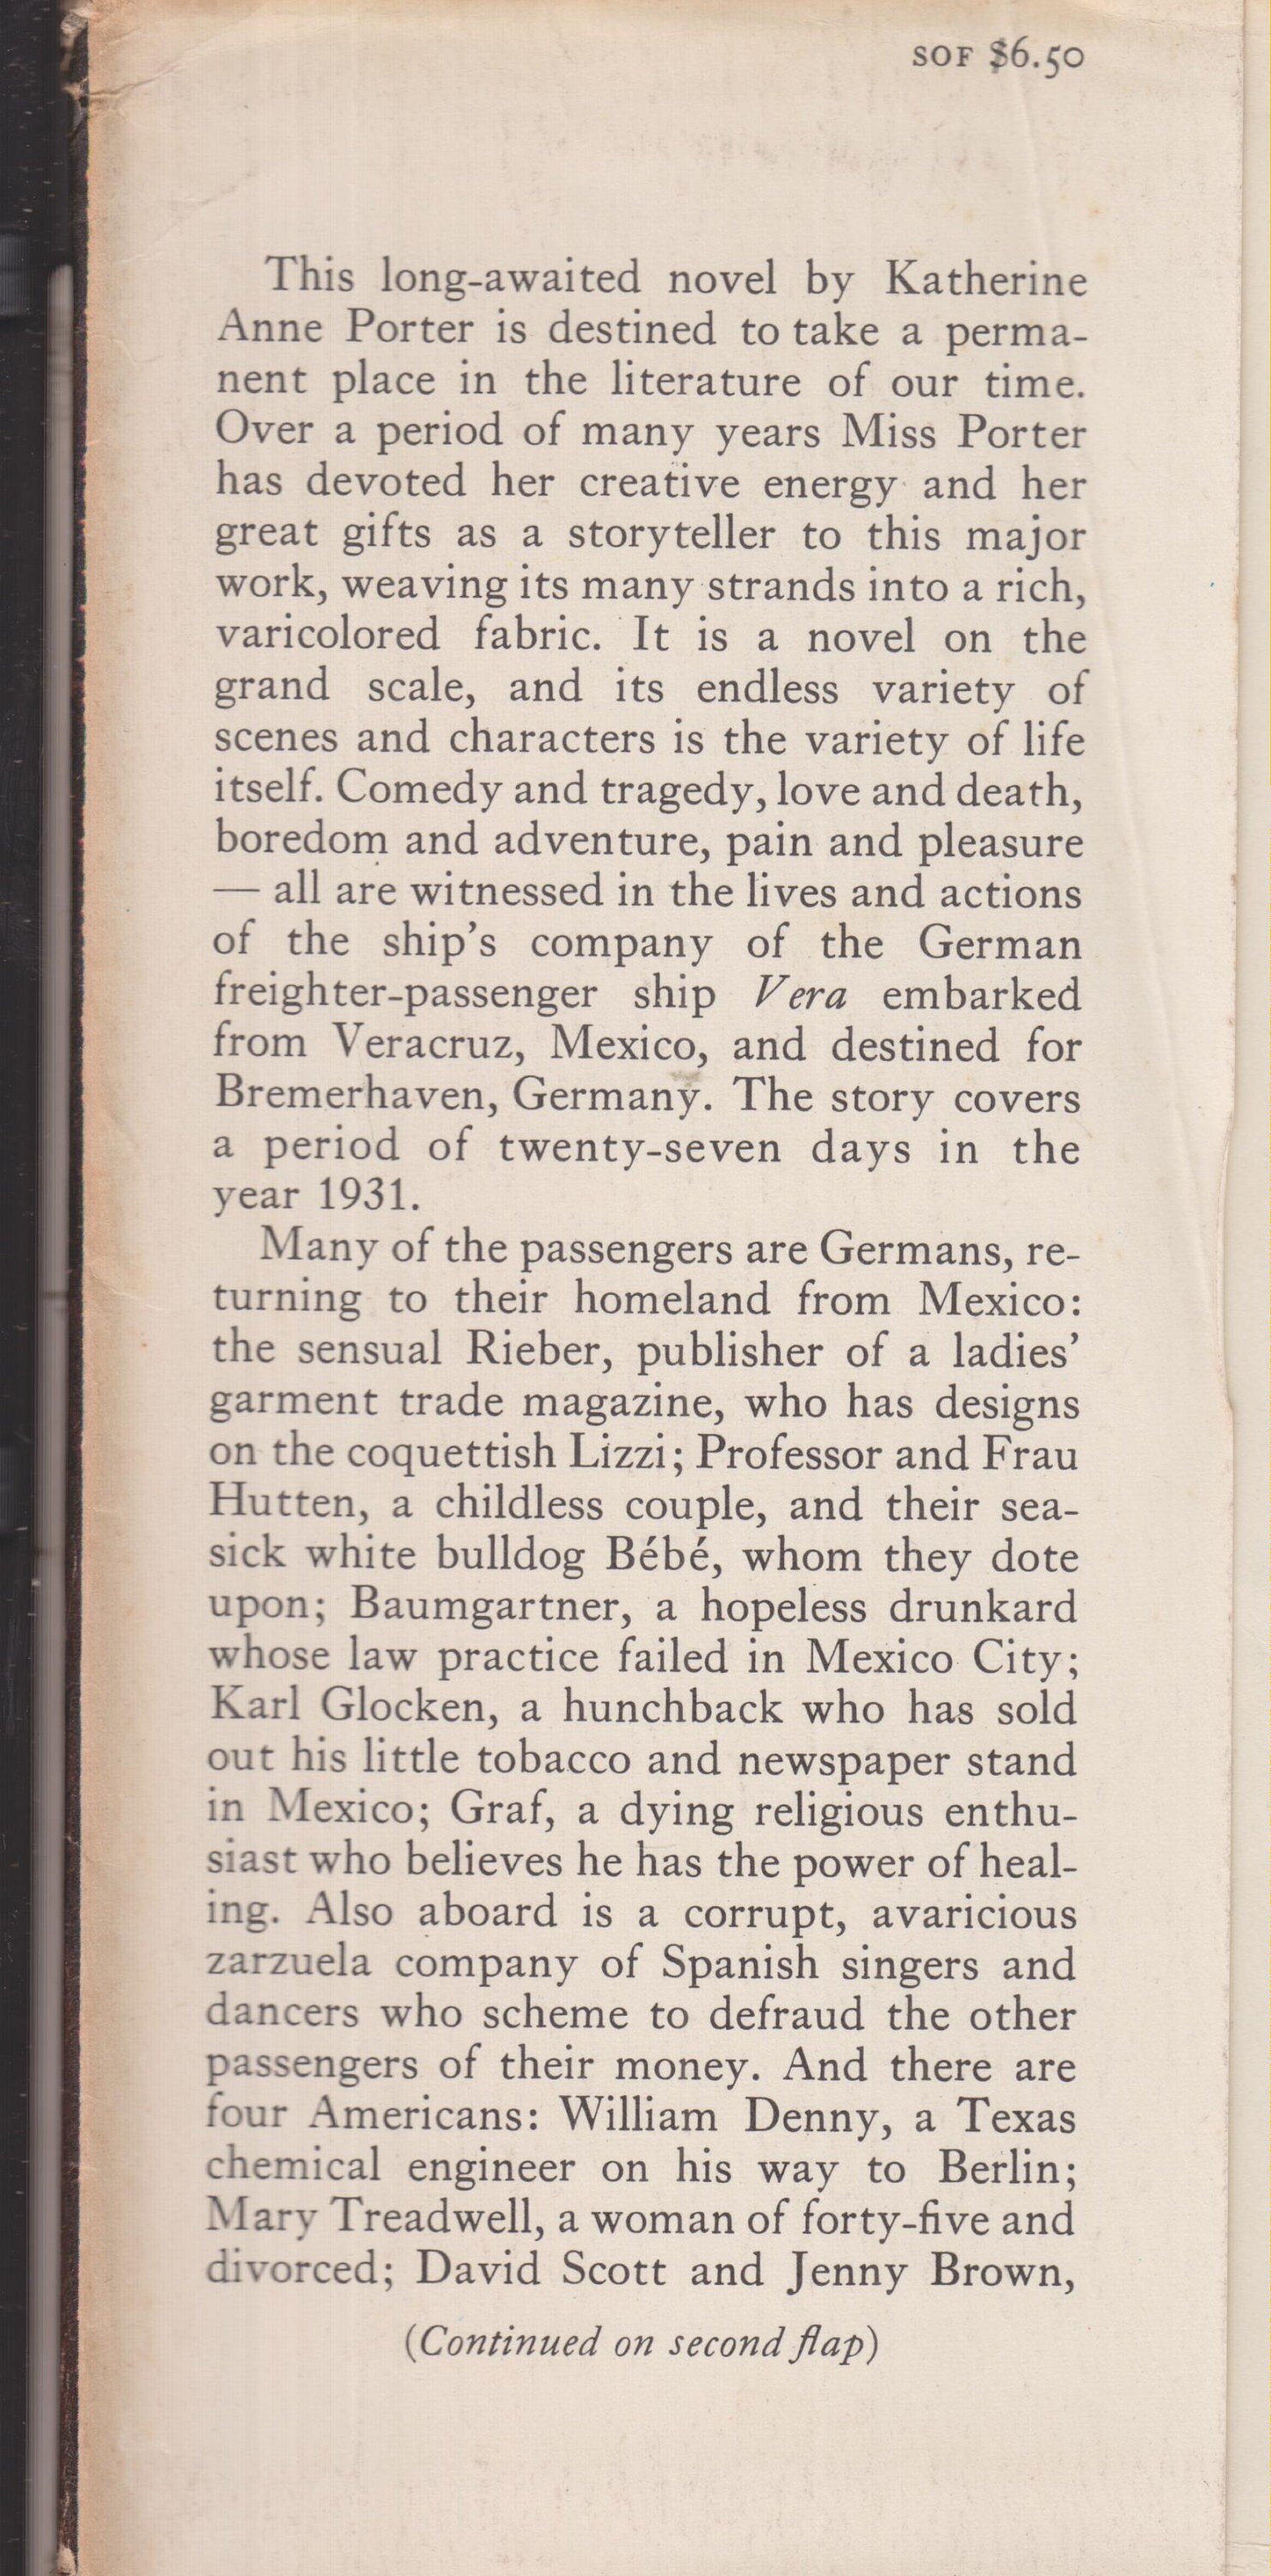 SOF $6.50
This long-awaited novel by Katherine
Anne Porter is destined to take a perma-
nent place in the literature of our time.
Over a period of many years Miss Porter
has devoted her creative energy and her
great gifts as a storyteller to this major
work, weaving its many strands into a rich,
varicolored fabric. It is a novel on the
grand scale, and its endless variety of
scenes and characters is the variety of life
itself. Comedy and tragedy, love and death,
boredom and adventure, pain and pleasure
— all are witnessed in the lives and actions
of the ship's company of the German
freighter-passenger ship Vera embarked
from Veracruz, Mexico, and destined for
Bremerhaven, Germany. The story covers
a period of twenty-seven days in the
year 1931.
Many of the passengers are Germans, re-
turning to their homeland from Mexico:
the sensual Rieber, publisher of a ladies'
garment trade magazine, who has designs
on the coquettish Lizzi; Professor and Frau
Hutten, a childless couple, and their sea-
sick white bulldog Bébé, whom they dote
upon; Baumgartner, a hopeless drunkard
whose law practice failed in Mexico City;
Karl Glocken, a hunchback who has sold
out his little tobacco and newspaper stand
in Mexico; Graf, a dying religious enthu-
siast who believes he has the power of heal-
ing. Also aboard is a corrupt, avaricious
zarzuela company of Spanish singers and
dancers who scheme to defraud the other
passengers of their money. And there are
four Americans: William Denny, a Texas
chemical engineer on his way to Berlin;
Mary Treadwell, a woman of forty-five and
divorced; David Scott and Jenny Brown,
(Continued on second flap)